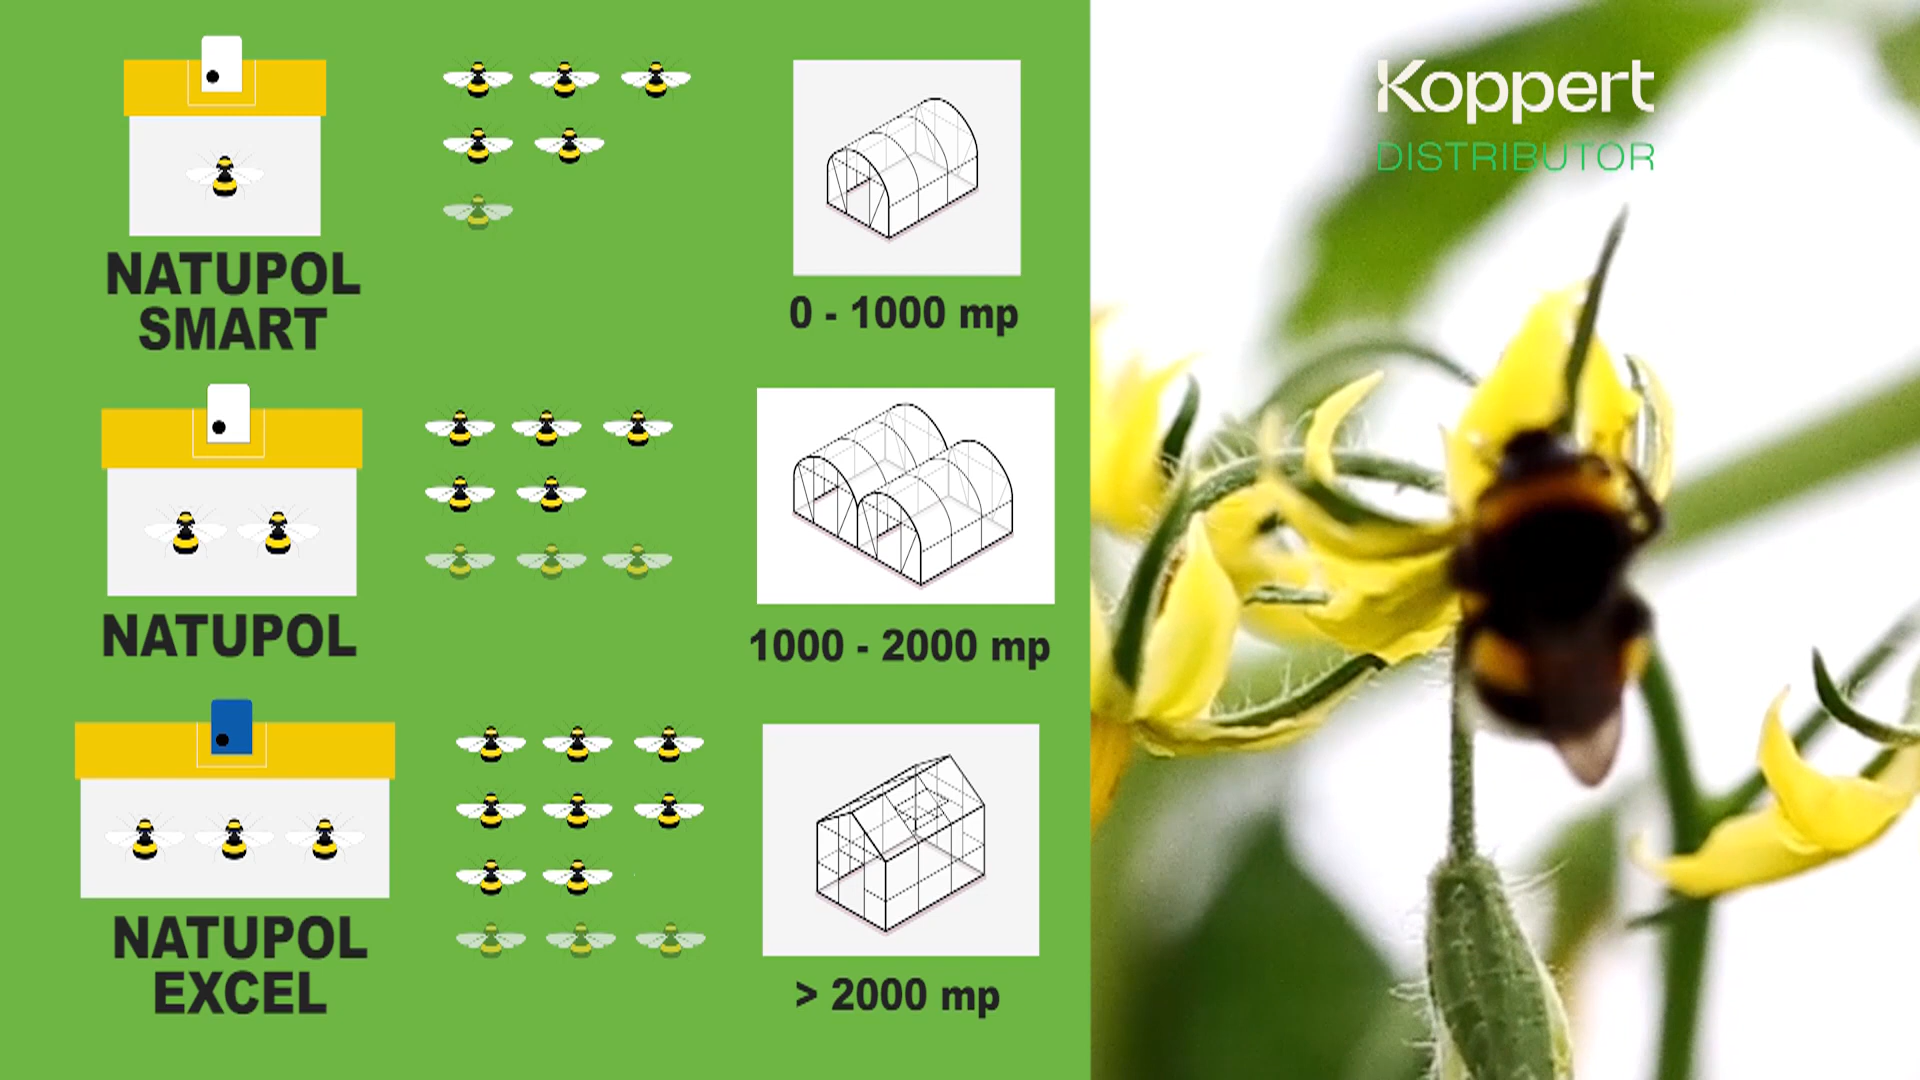 NATUPOL
SMART
0 - 1000 mp
NATUPOL
1000 - 2000 mp
NATUPOL
EXCEL
> 2000 mp
Koppert
DISTRIBUTOR